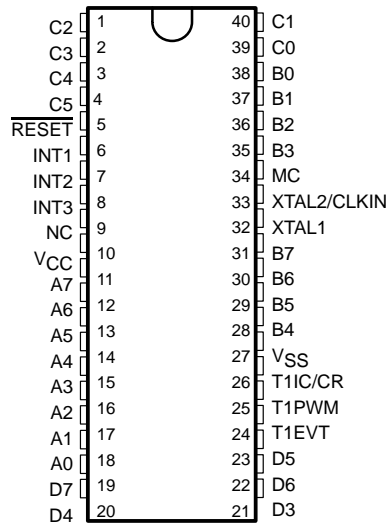 C2 1 40 C1
C3 2 39 C0
C4 3 38 B0
C5 4 37 B1
RESET 5 36 B2
INT1 6 35 B3
INT2 7 34 MC
INT3 8 33 XTAL2/CLKIN
NC 9 32 XTAL1
VCC 10 31 B7
A7 11 30 B6
A6 12 29 B5
A5 13 28 B4
A4 14 27 VSS
A3 15 26 T1IC/CR
A2 16 25 T1PWM
A1 17 24 T1EVT
A0 18 23 D5
D7 19 22 D6
D4 20 21 D3